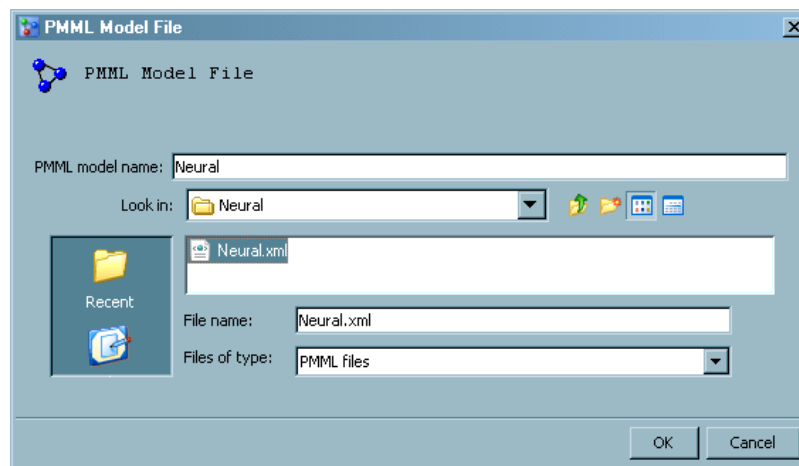 PMML Model File
PMML Model File
PMML model name: Neural
Look in: Neural
Neural.xml
Recent
File name: Neural.xml
Files of type: PMML files
OK Cancel